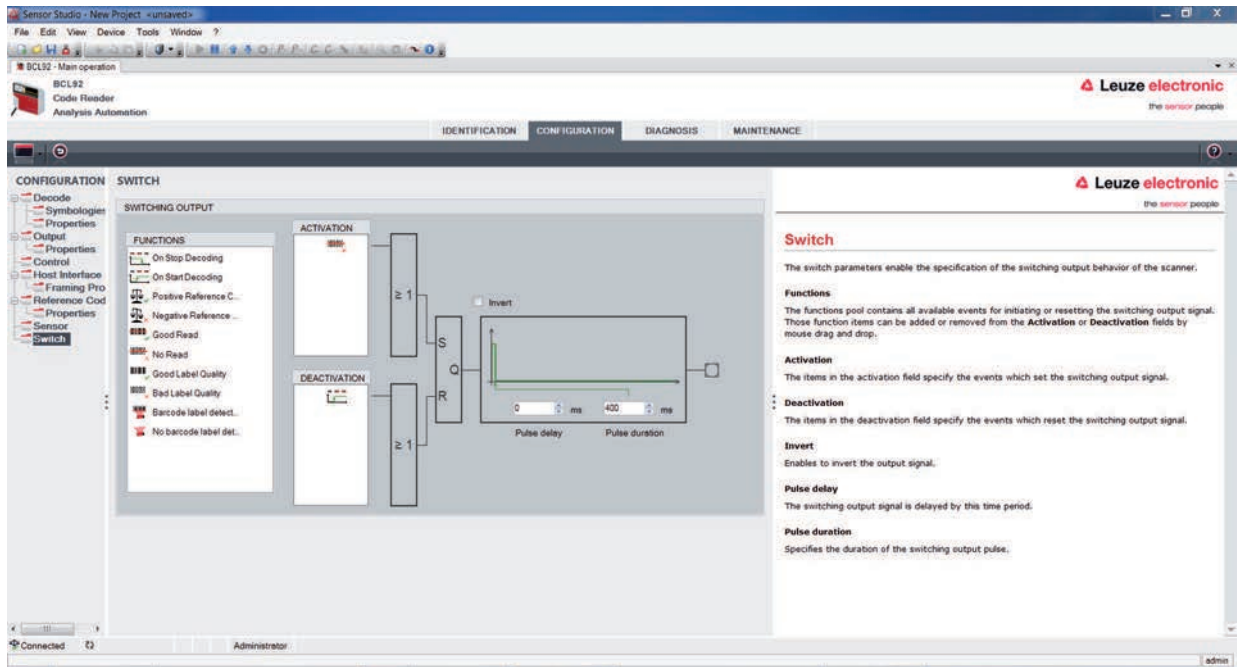 Sensor Studio - New Project <unsaved>
File Edit View Device Tools Window ?
BCL92 - Main operation
BCL92
Code Reader
Analysis Automation
Leuze electronic
the sensor people
IDENTIFICATION CONFIGURATION DIAGNOSIS MAINTENANCE
CONFIGURATION
Decode
Symbologies
Properties
Output
Properties
Control
Host Interface
Framing Pro
Reference Cod
Properties
Sensor
Switch
SWITCH
SWITCHING OUTPUT
FUNCTIONS
On Stop Decoding
On Start Decoding
Positive Reference C...
Negative Reference ...
Good Read
No Read
Good Label Quality
Bad Label Quality
Barcode label detect...
No barcode label det...
ACTIVATION
≥ 1
DEACTIVATION
≥ 1
S
Q
R
Invert
0 ms 400 ms
Pulse delay Pulse duration
Leuze electronic
the sensor people
Switch
The switch parameters enable the specification of the switching output behavior of the scanner.
Functions
The functions pool contains all available events for initiating or resetting the switching output signal.
Those function items can be added or removed from the Activation or Deactivation fields by
mouse drag and drop.
Activation
The items in the activation field specify the events which set the switching output signal.
Deactivation
The items in the deactivation field specify the events which reset the switching output signal.
Invert
Enables to invert the output signal.
Pulse delay
The switching output signal is delayed by this time period.
Pulse duration
Specifies the duration of the switching output pulse.
Connected Administrator
admin